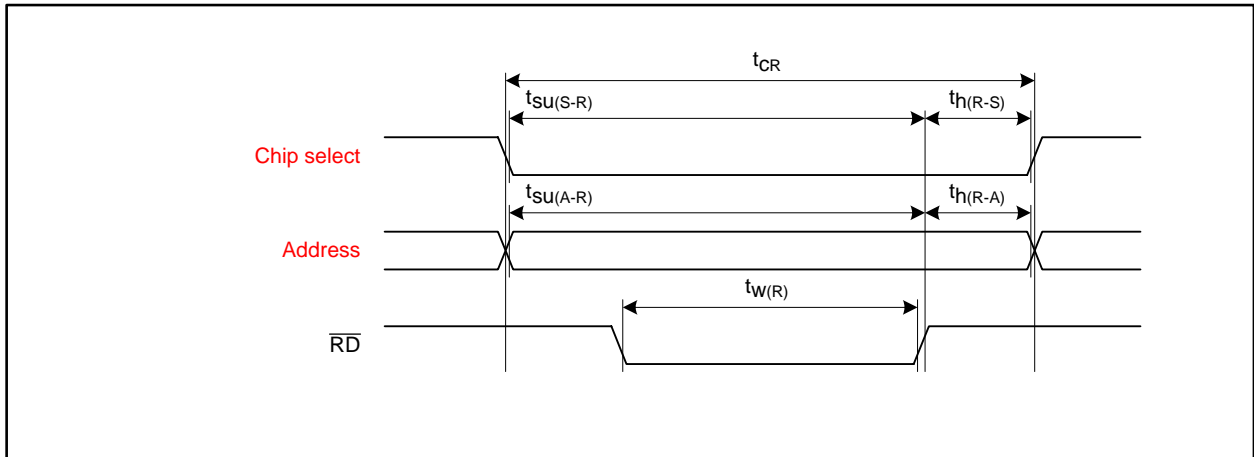 tCR
tsu(S-R) th(R-S)
Chip select
tsu(A-R) th(R-A)
Address
tw(R)
RD